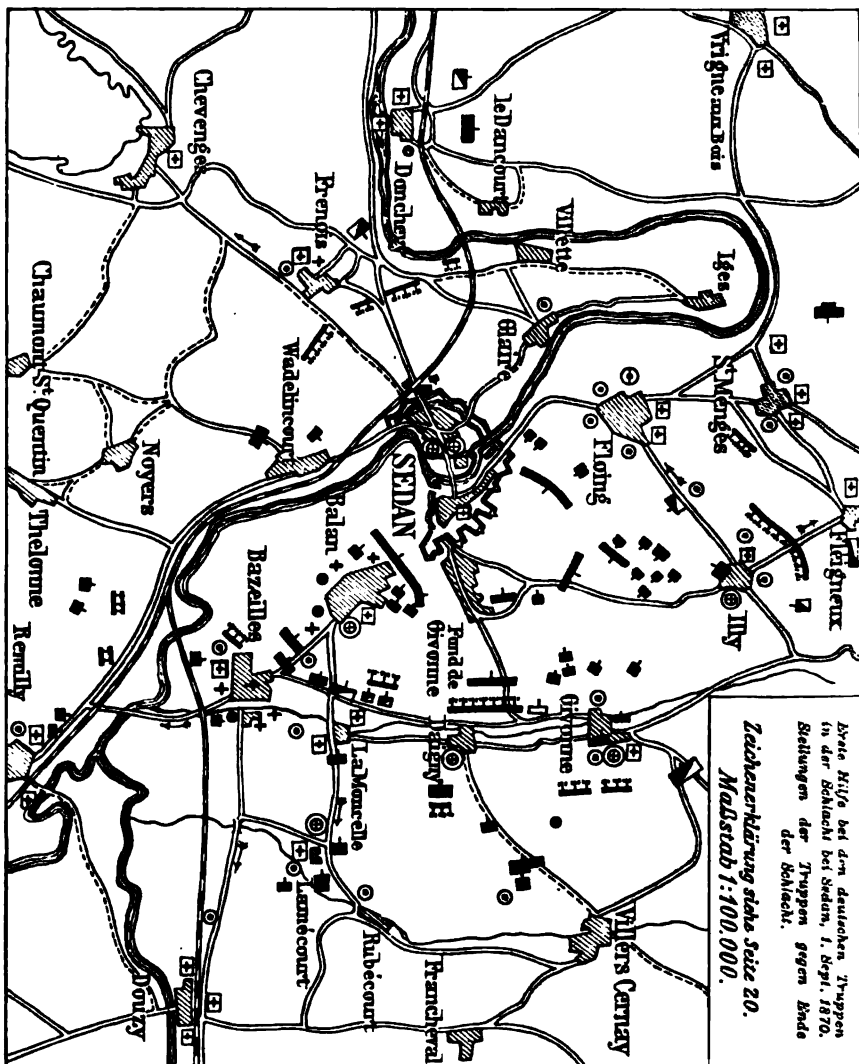 Erste Hilfe bei den deutschen Truppen
in der Schlacht bei Sedan, 1. Sept. 1870.
Stellungen der Truppen gegen Ende
der Schlacht.
Zeichenerklärung siehe Seite 20.
Maßstab 1:100.000.
Vrigne aux Bois
le Dancourt
Donchery
Villette
Iges
Chevenges
Frenois
Glaire
St Menges
Fleigneux
Floing
Illy
Wadelincourt
SEDAN
Chaumont-St Quentin
Noyers
Thelonne
Remilly
Balan
Bazeilles
Fond de
Givonne
Givonne
Daigny
La Moncelle
Lamécourt
Rubécourt
Villers Cernay
Francheval
Douzy